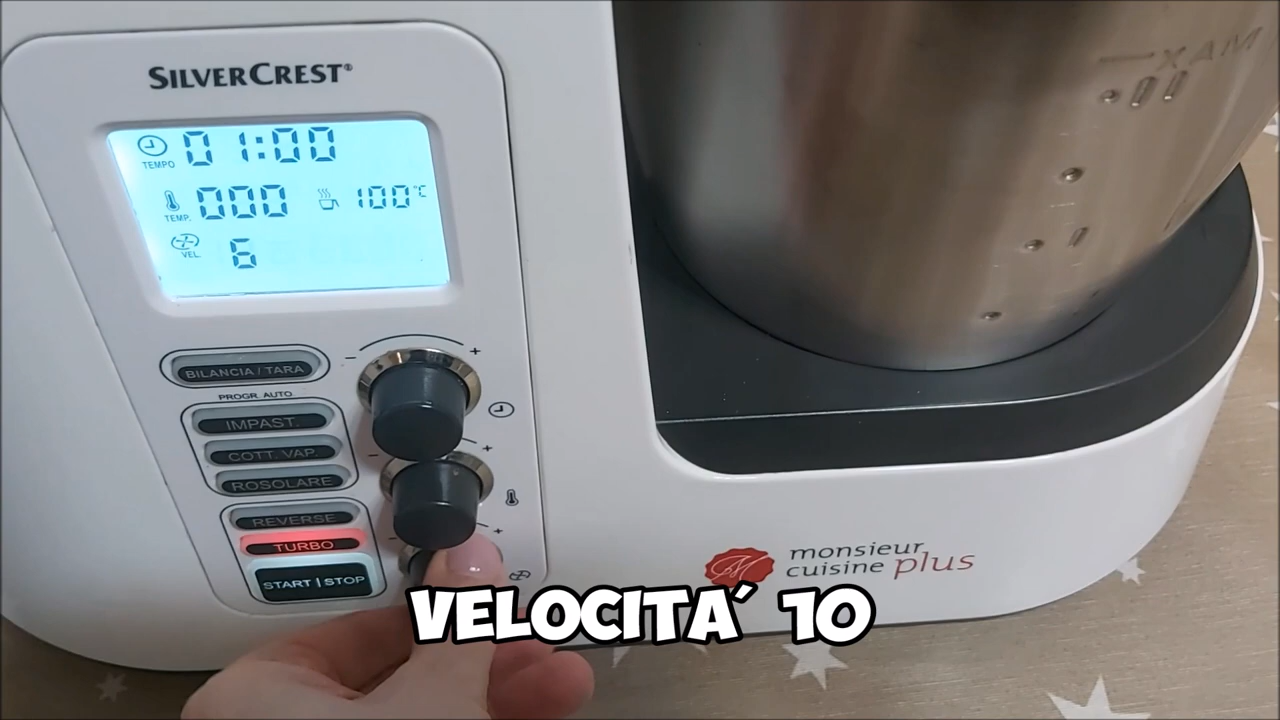 SILVERCREST®
TEMPO 01:00
TEMP. 000 100°C
VEL. 6
- +
BILANCIA / TARA
PROGR. AUTO
IMPAST.
- +
COTT. VAP.
ROSOLARE
REVERSE
- +
TURBO
START | STOP
MAX
monsieur
cuisine plus
VELOCITA´ 10